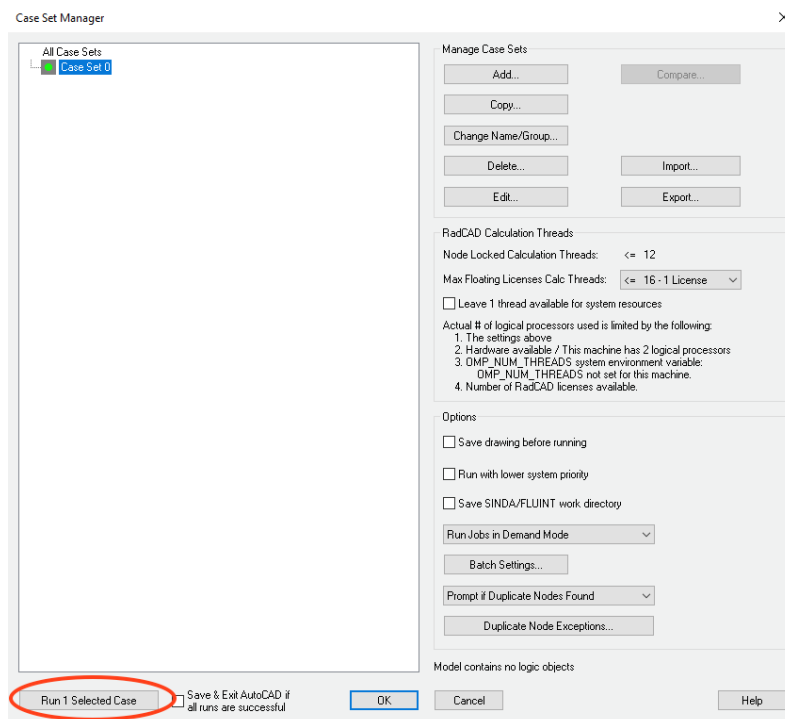 Case Set Manager
All Case Sets
Case Set 0
Manage Case Sets
Add...
Compare...
Copy...
Change Name/Group...
Delete...
Import...
Edit...
Export...
RadCAD Calculation Threads
Node Locked Calculation Threads: <= 12
Max Floating Licenses Calc Threads: <= 16 - 1 License
Leave 1 thread available for system resources
Actual # of logical processors used is limited by the following:
1. The settings above
2. Hardware available / This machine has 2 logical processors
3. OMP_NUM_THREADS system environment variable:
OMP_NUM_THREADS not set for this machine.
4. Number of RadCAD licenses available.
Options
Save drawing before running
Run with lower system priority
Save SINDA/FLUINT work directory
Run Jobs in Demand Mode
Batch Settings...
Prompt if Duplicate Nodes Found
Duplicate Node Exceptions...
Model contains no logic objects
Run 1 Selected Case
Save & Exit AutoCAD if
all runs are successful
OK
Cancel
Help